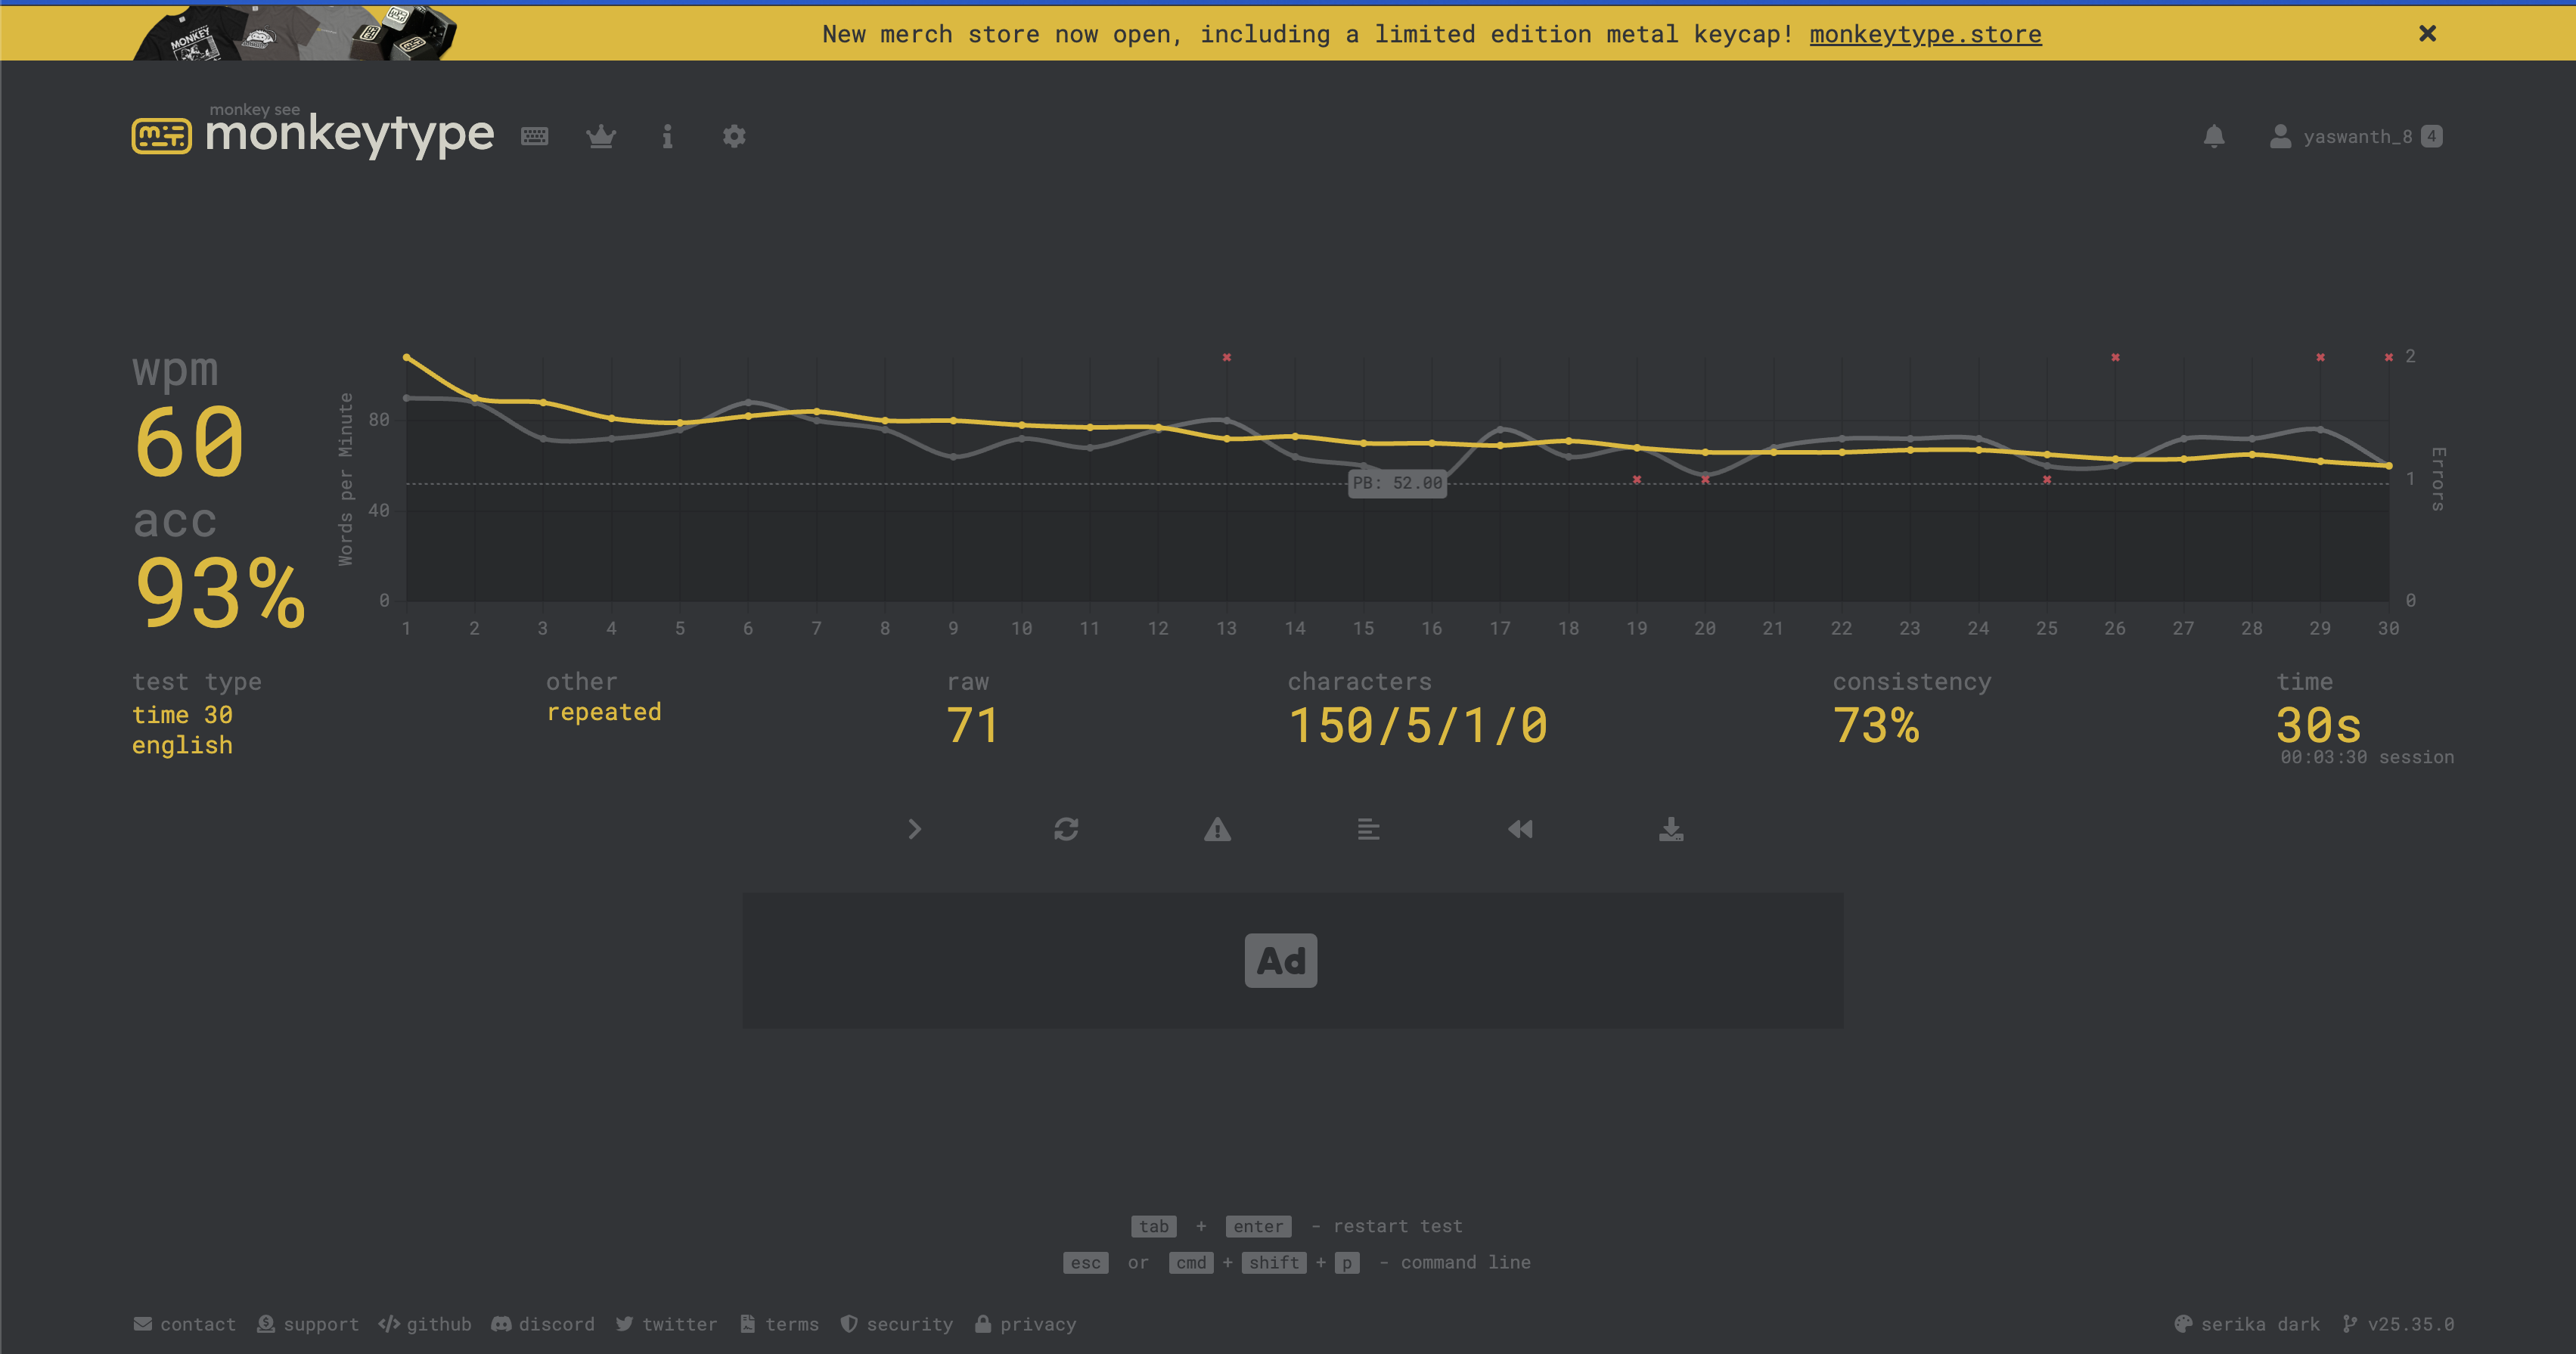 New merch store now open, including a limited edition metal keycap! monkeytype.store
MONKEY
monkey see
monkeytype
yaswanth_8 4
wpm
60
acc
93%
Words per Minute
80
40
0
PB: 52.00
2
1
0
Errors
1 2 3 4 5 6 7 8 9 10 11 12 13 14 15 16 17 18 19 20 21 22 23 24 25 26 27 28 29 30
test type
time 30
english
other
repeated
raw
71
characters
150/5/1/0
consistency
73%
time
30s
00:03:30 session
Ad
tab + enter - restart test
esc or cmd + shift + p - command line
contact support github discord twitter terms security privacy
serika dark v25.35.0